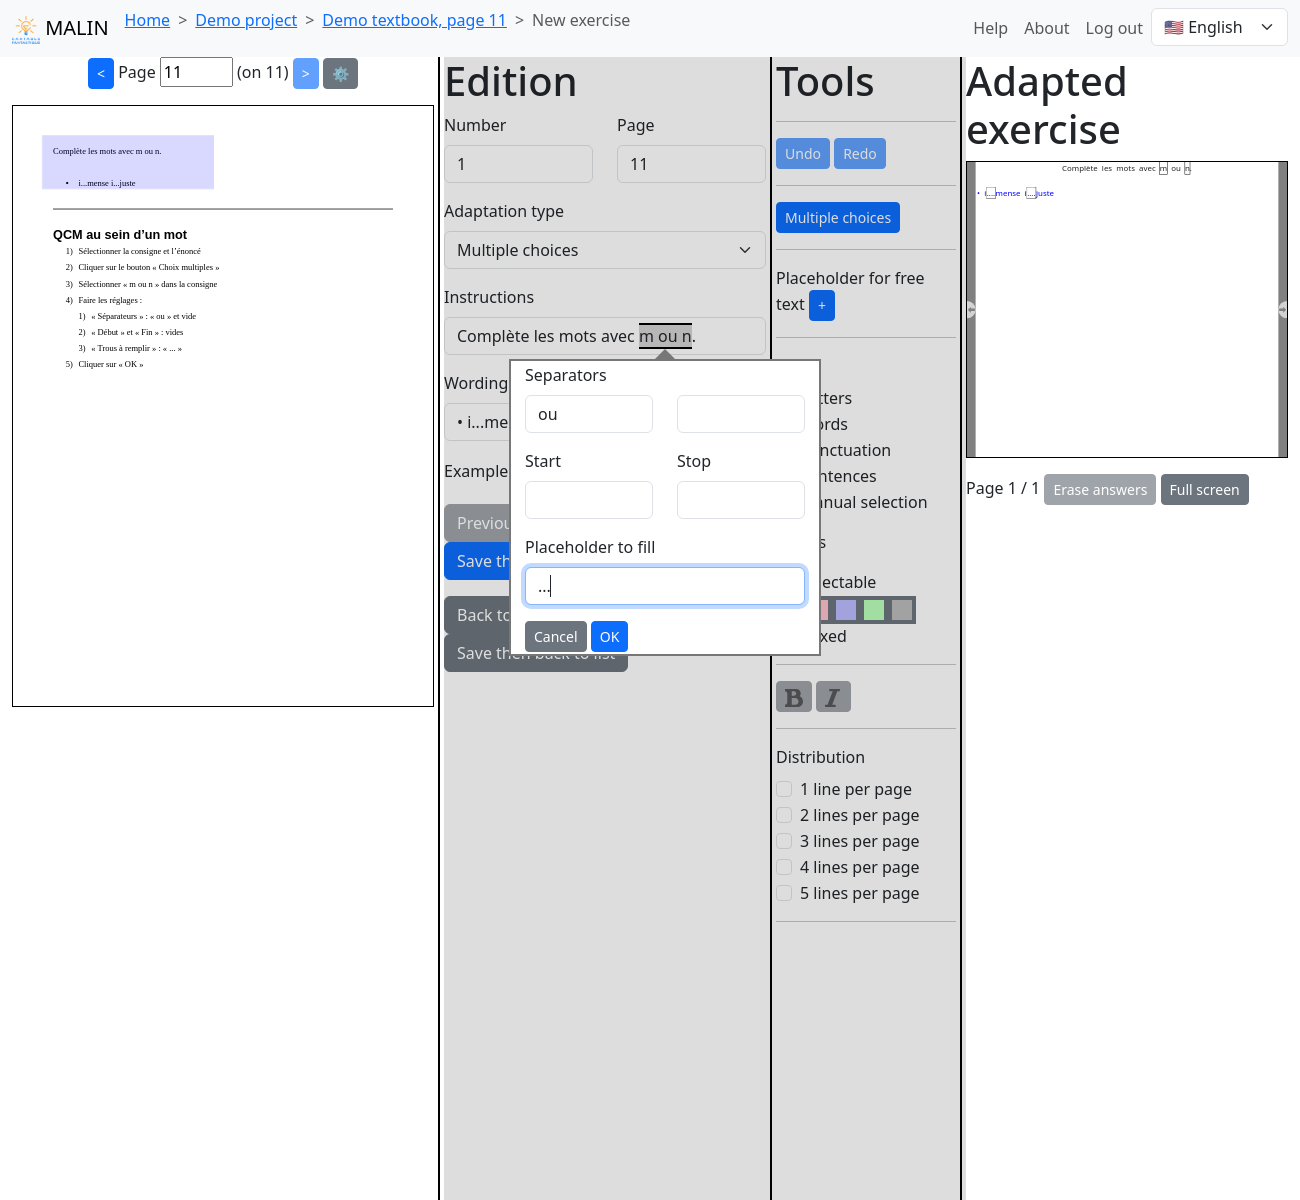 MALIN
Home > Demo project > Demo textbook, page 11 > New exercise
Help About Log out 🇺🇸 English
< Page 11 (on 11) > ⚙️
Complète les mots avec m ou n.
• i...mense i...juste
QCM au sein d’un mot
1) Sélectionner la consigne et l’énoncé
2) Cliquer sur le bouton « Choix multiples »
3) Sélectionner « m ou n » dans la consigne
4) Faire les réglages :
1) « Séparateurs » : « ou » et vide
2) « Début » et « Fin » : vides
3) « Trous à remplir » : « ... »
5) Cliquer sur « OK »
Edition
Number Page
1 11
Adaptation type
Multiple choices
Instructions
Complète les mots avec m ou n.
Wording
• i...me
Example
Previou
Save th
Back to
Save then back to list
Separators
ou
Start Stop
Placeholder to fill
...
Cancel OK
Tools
Undo Redo
Multiple choices
Placeholder for free
text +
tters
ords
nctuation
ntences
nual selection
s
ectable
xed
B I
Distribution
1 line per page
2 lines per page
3 lines per page
4 lines per page
5 lines per page
Adapted
exercise
Complète les mots avec m ou n.
• i....mense i....juste
Page 1 / 1 Erase answers Full screen